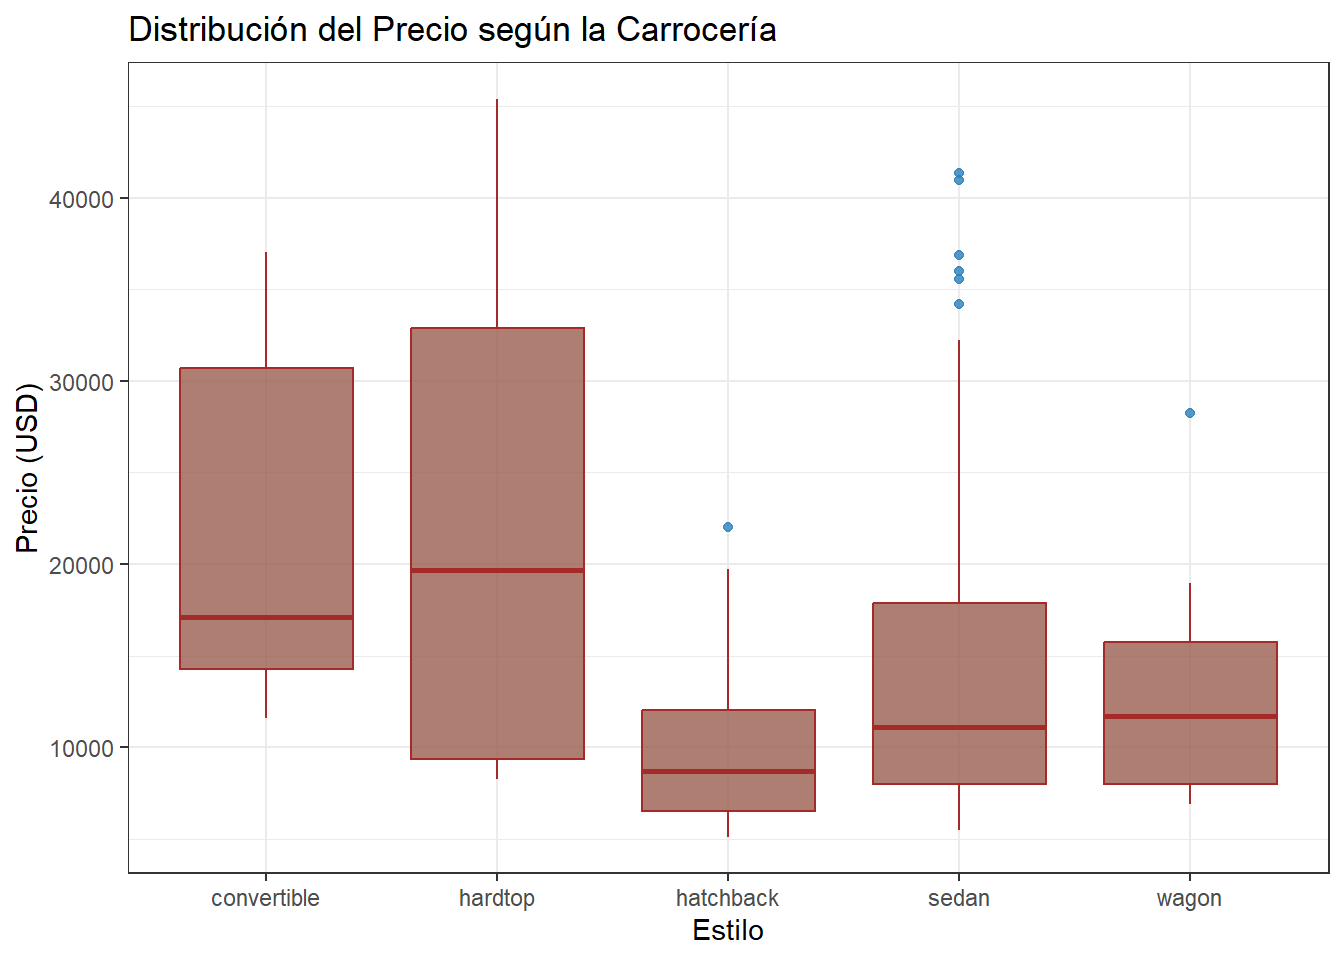 Distribución del Precio según la Carrocería
Precio (USD)
40000
30000
20000
10000
convertible hardtop hatchback sedan wagon
Estilo